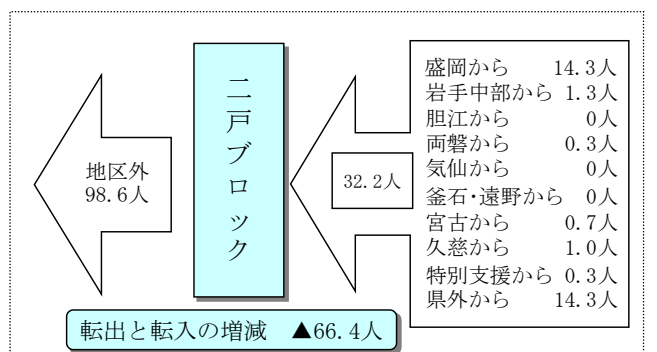 地区外
98.6人
二戸ブロック
32.2人
盛岡から 14.3人
岩手中部から 1.3人
胆江から 0人
両磐から 0.3人
気仙から 0人
釜石・遠野から 0人
宮古から 0.7人
久慈から 1.0人
特別支援から 0.3人
県外から 14.3人
転出と転入の増減 ▲66.4人